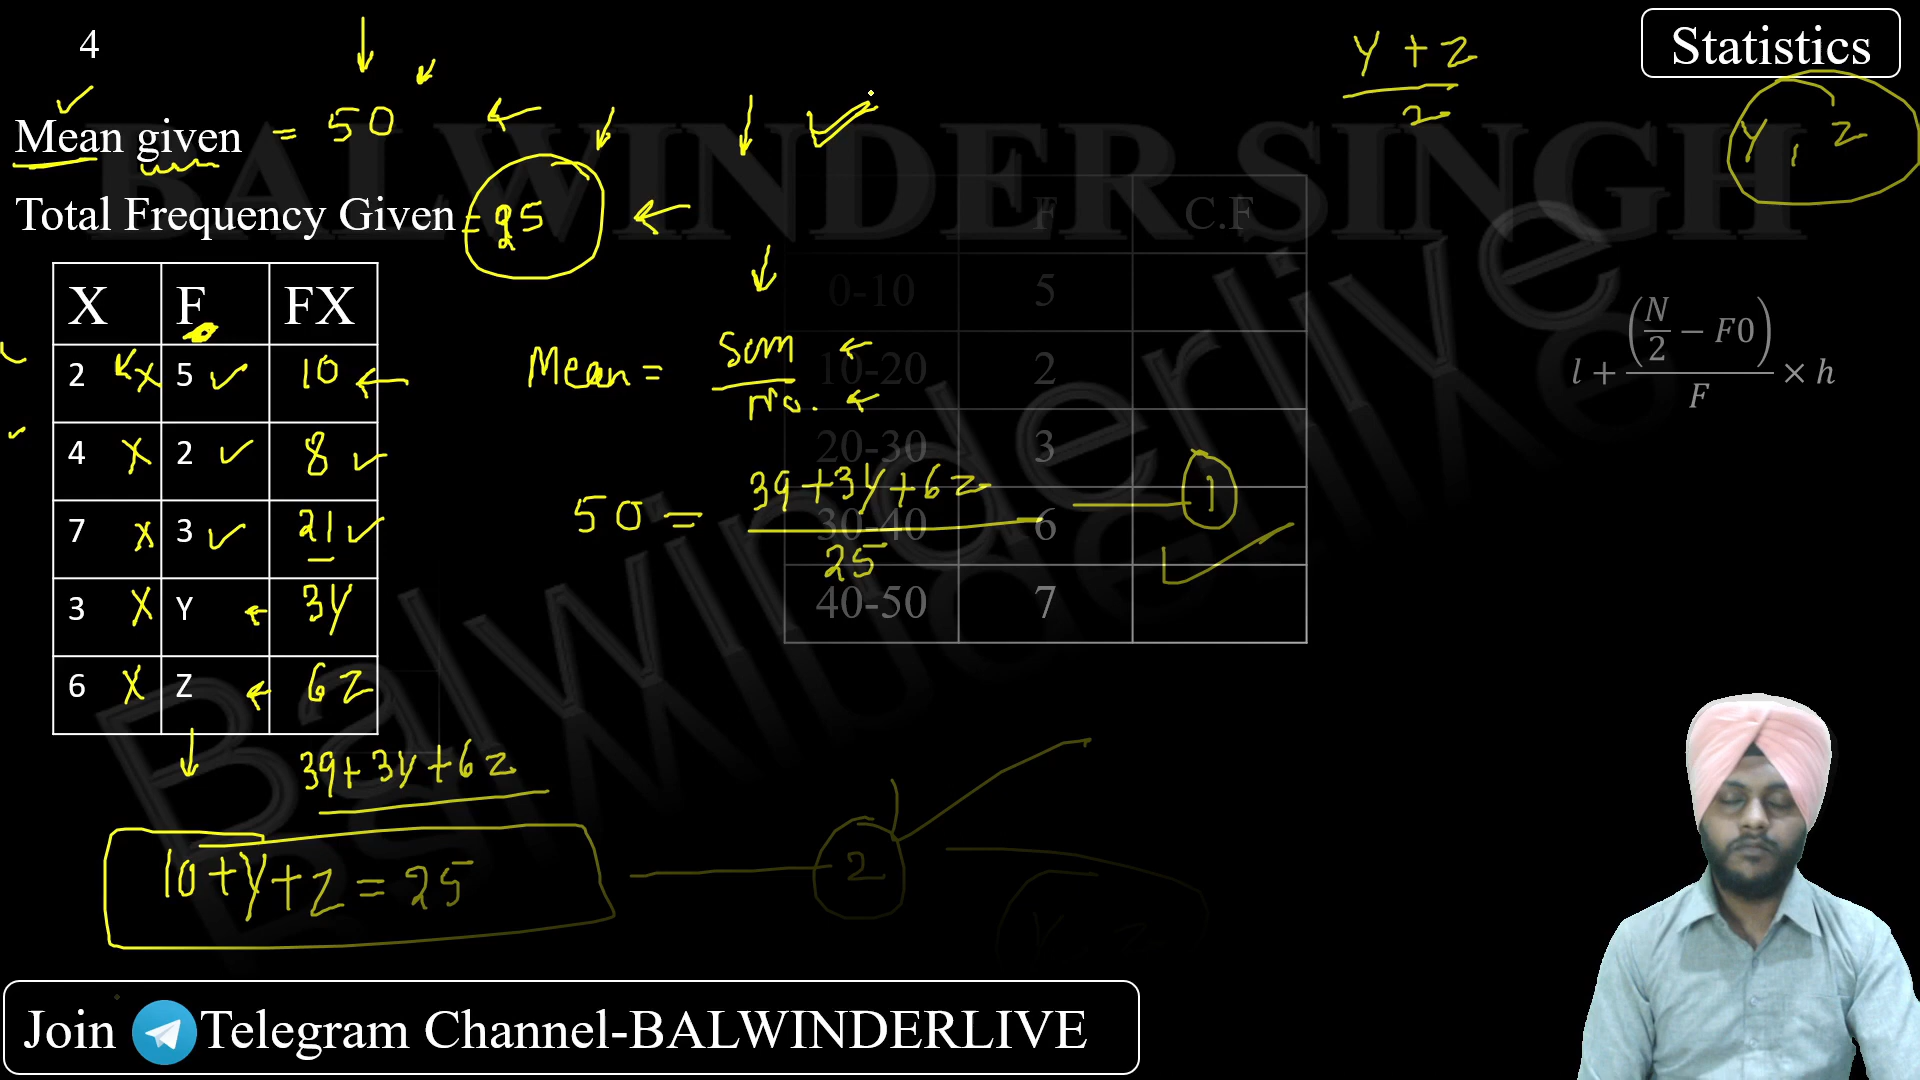 4
Statistics
Y + Z
2
Y, Z
Mean given = 50
BALWINDER SINGH
Total Frequency Given = 25
X F FX
2 x 5 10
4 x 2 8
7 x 3 21
3 x Y 3Y
6 x Z 6Z
39+3Y+6Z
10+Y+Z = 25
2
Mean = Sum
No.
50 = 39+3Y+6Z
25
1
F C.F
0-10 5
10-20 2
20-30 3
30-40 6
40-50 7
l + (N/2 − F0)/F × h
Balwinderlive
Join Telegram Channel-BALWINDERLIVE